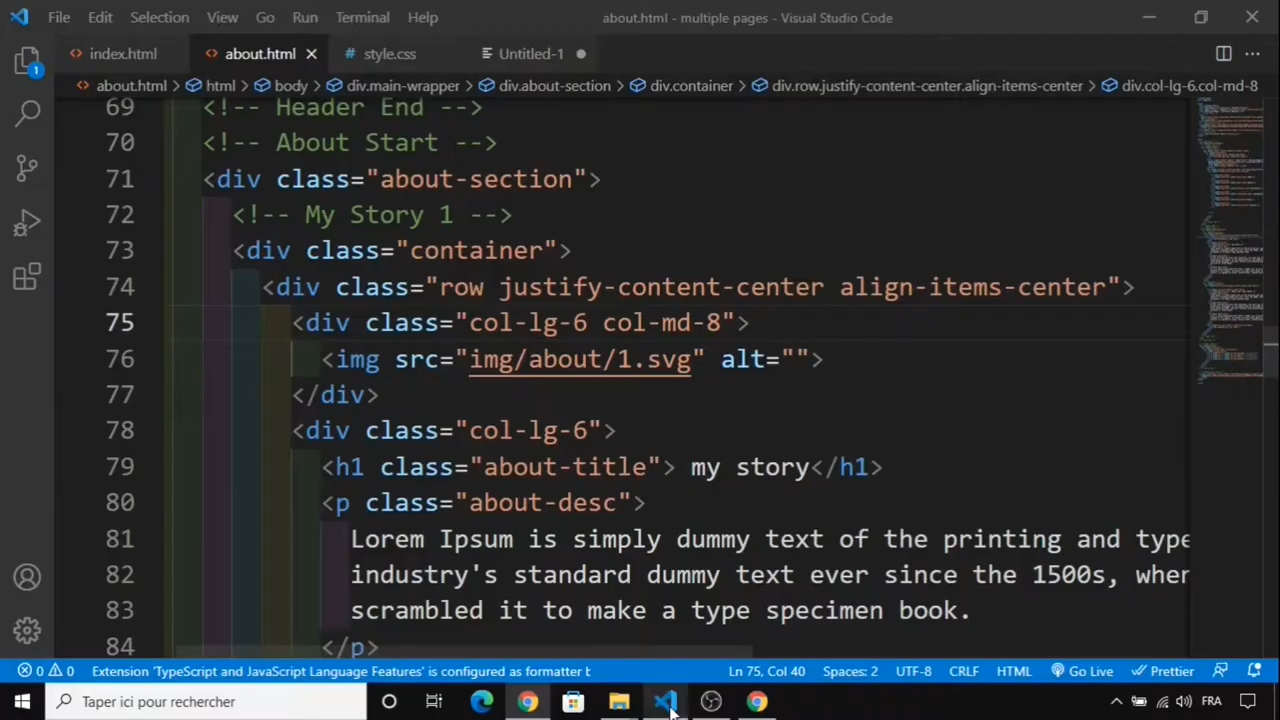 File Edit Selection View Go Run Terminal Help about.html - multiple pages - Visual Studio Code
index.html about.html style.css Untitled-1
1
about.html > html > body > div.main-wrapper > div.about-section > div.container > div.row.justify-content-center.align-items-center > div.col-lg-6.col-md-8
69 <!-- Header End -->
70 <!-- About Start -->
71 <div class="about-section">
72 <!-- My Story 1 -->
73 <div class="container">
74 <div class="row justify-content-center align-items-center">
75 <div class="col-lg-6 col-md-8">
76 <img src="img/about/1.svg" alt="">
77 </div>
78 <div class="col-lg-6">
79 <h1 class="about-title"> my story</h1>
80 <p class="about-desc">
81 Lorem Ipsum is simply dummy text of the printing and type
82 industry's standard dummy text ever since the 1500s, wher
83 scrambled it to make a type specimen book.
84 </p>
0 0 Extension 'TypeScript and JavaScript Language Features' is configured as formatter t Ln 75, Col 40 Spaces: 2 UTF-8 CRLF HTML Go Live Prettier
Taper ici pour rechercher FRA